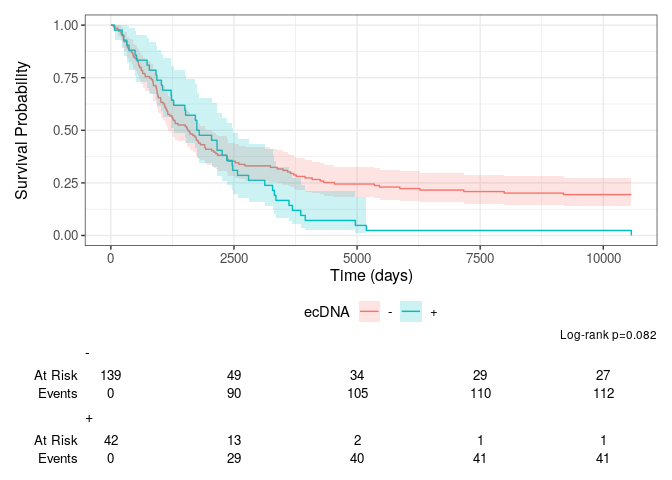 Survival Probability
1.00
0.75
0.50
0.25
0.00
0 2500 5000 7500 10000
Time (days)
ecDNA - +
Log-rank p=0.082
-
At Risk 139 49 34 29 27
Events 0 90 105 110 112
+
At Risk 42 13 2 1 1
Events 0 29 40 41 41